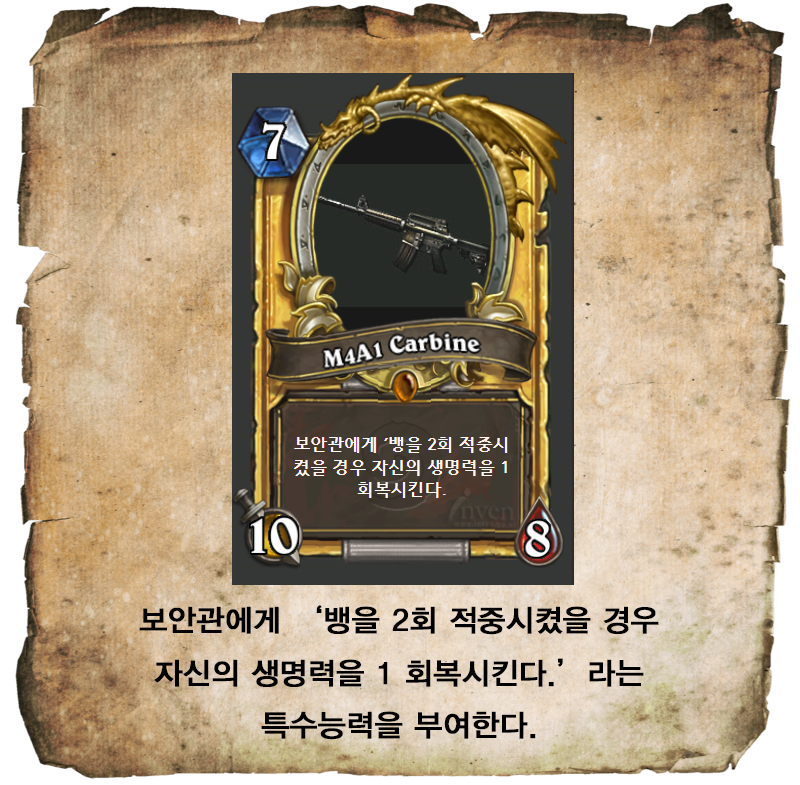 7
M4A1 Carbine
보안관에게 '뱅을 2회 적중시
켰을 경우 자신의 생명력을 1
회복시킨다.
inven
10
8
보안관에게 ‘뱅을 2회 적중시켰을 경우
자신의 생명력을 1 회복시킨다.’라는
특수능력을 부여한다.